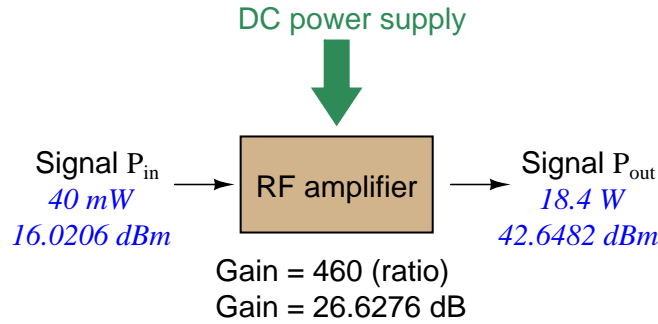 DC power supply
Signal Pin
40 mW
16.0206 dBm
RF amplifier
Signal Pout
18.4 W
42.6482 dBm
Gain = 460 (ratio)
Gain = 26.6276 dB